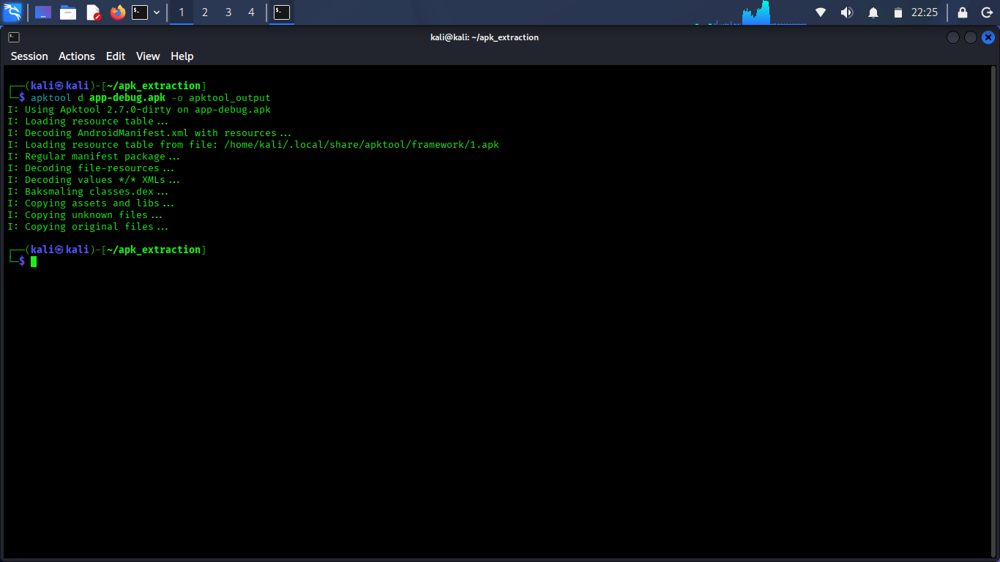 1 2 3 4
22:25
kali@kali: ~/apk_extraction
Session Actions Edit View Help
┌──(kali㉿kali)-[~/apk_extraction]
└─$ apktool d app-debug.apk -o apktool_output
I: Using Apktool 2.7.0-dirty on app-debug.apk
I: Loading resource table...
I: Decoding AndroidManifest.xml with resources...
I: Loading resource table from file: /home/kali/.local/share/apktool/framework/1.apk
I: Regular manifest package...
I: Decoding file-resources...
I: Decoding values */* XMLs...
I: Baksmaling classes.dex...
I: Copying assets and libs...
I: Copying unknown files...
I: Copying original files...
┌──(kali㉿kali)-[~/apk_extraction]
└─$